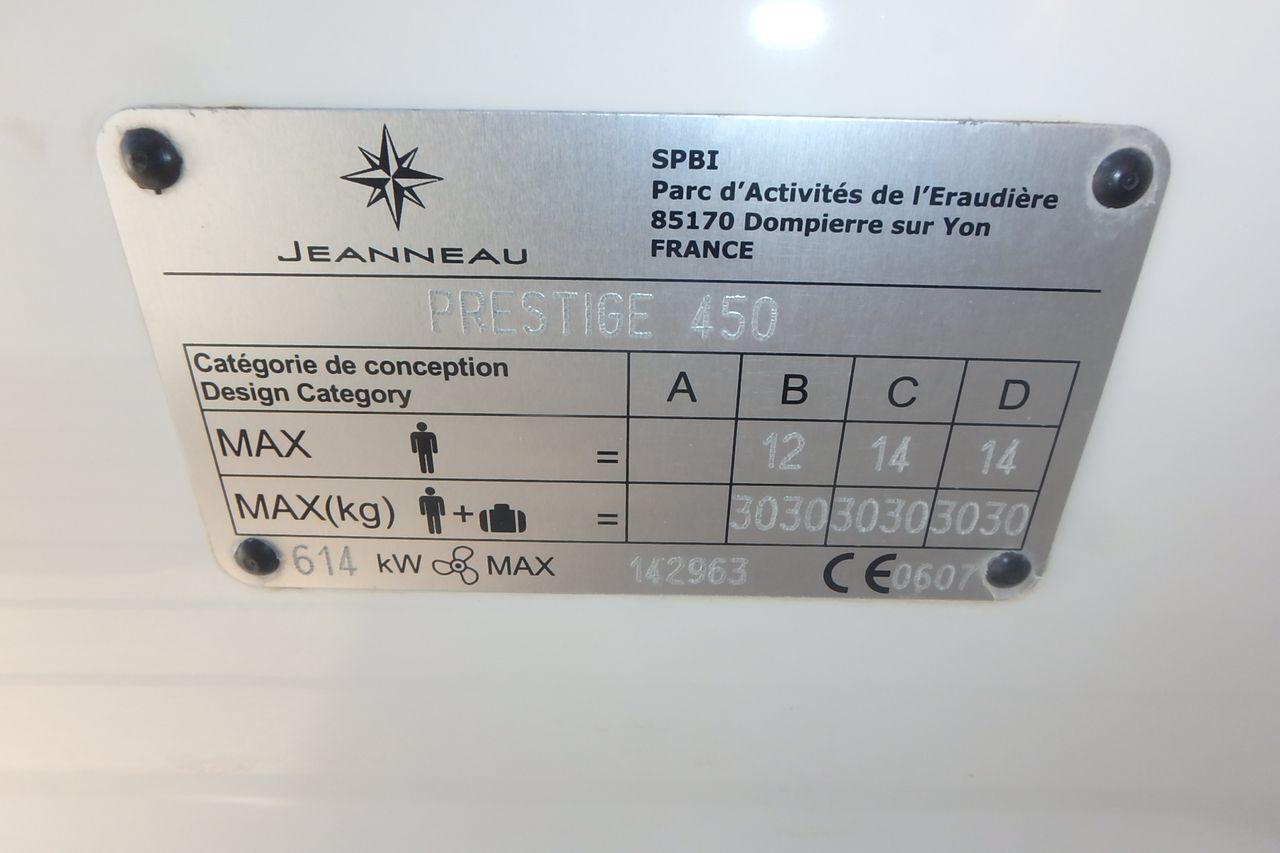 JEANNEAU
SPBI
Parc d'Activités de l'Eraudière
85170 Dompierre sur Yon
FRANCE
PRESTIGE 450
Catégorie de conception
Design Category
A B C D
MAX = 12 14 14
MAX(kg) + = 3030 3030 3030
614 kW MAX 142963 CE 0607